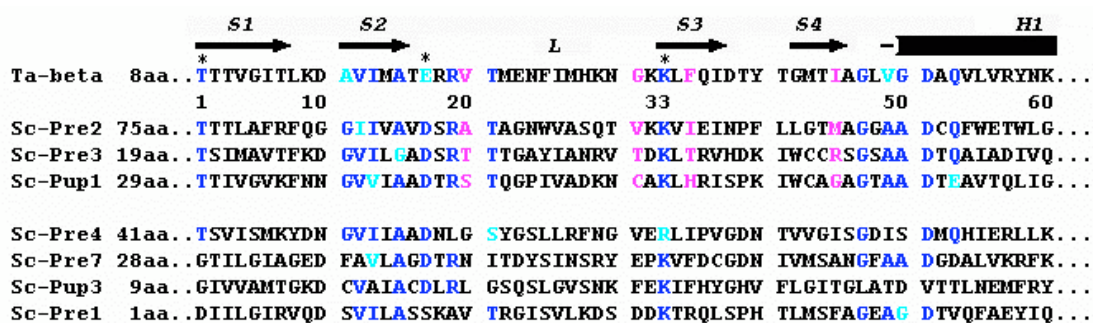 S1 S2 L S3 S4 H1
* * *
Ta-beta 8aa..TTTVGITLKD AVIMATERRV TMENFIMHKN GKKLFQIDTY TGMTIAGLVG DAQVLVRYNK...
1 10 20 33 50 60
Sc-Pre2 75aa..TTTLAFRFQG GIIVAVDSRA TAGNWVASQT VKKVIEINPF LLGTMAGGAA DCQFWETWLG...
Sc-Pre3 19aa..TSIMAVTFKD GVILGADSRT TTGAYIANRV TDKLTRVHDK IWCCRSGSAA DTQAIADIVQ...
Sc-Pup1 29aa..TTIVGVKFNN GVVIAADTRS TQGPIVADKN CAKLHRISPK IWCAGAGTAA DTEAVTQLIG...
Sc-Pre4 41aa..TSVISMKYDN GVIIAADNLG SYGSLLRFNG VERLIPVGDN TVVGISGDIS DMQHIERLLK...
Sc-Pre7 28aa..GTILGIAGED FAVLAGDTRN ITDYSINSRY EPKVFDCGDN IVMSANGFAA DGDALVKRFK...
Sc-Pup3 9aa..GIVVAMTGKD CVAIACDLRL GSQSLGVSNK FEKIFHYGHV FLGITGLATD VTTLNEMFRY...
Sc-Pre1 1aa..DIILGIRVQD SVILASSKAV TRGISVLKDS DDKTRQLSPH TLMSFAGEAG DTVQFAEYIQ...